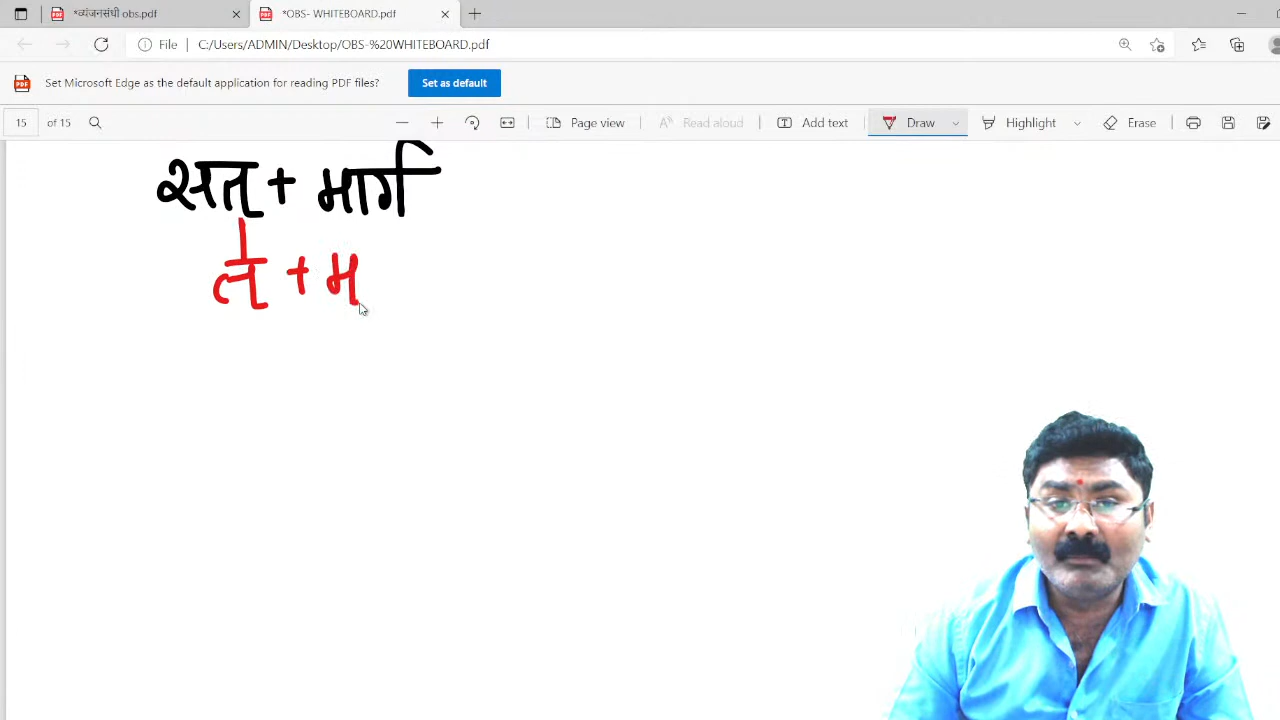 *व्यंजनसंधी obs.pdf
*OBS- WHITEBOARD.pdf
File C:/Users/ADMIN/Desktop/OBS-%20WHITEBOARD.pdf
Set Microsoft Edge as the default application for reading PDF files? Set as default
15 of 15 Page view Read aloud Add text Draw Highlight Erase
सत् + मार्ग
त् + म